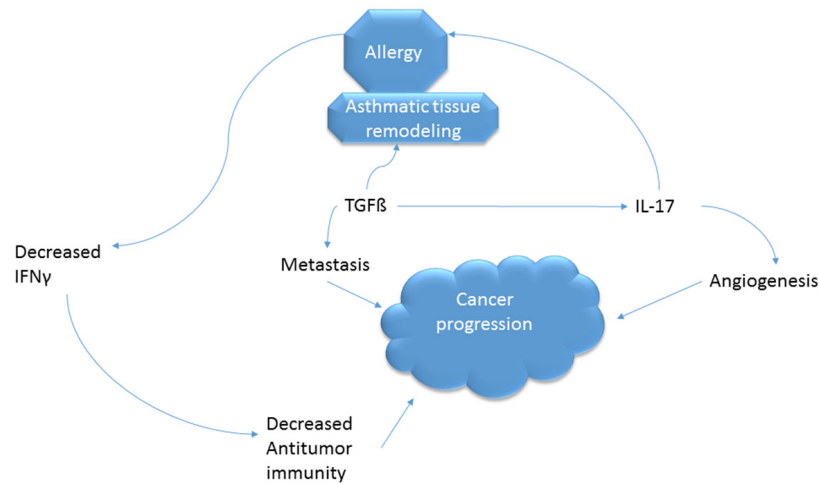 Allergy
Asthmatic tissue
remodeling
TGFß
IL-17
Decreased
IFNγ
Metastasis
Angiogenesis
Cancer
progression
Decreased
Antitumor
immunity